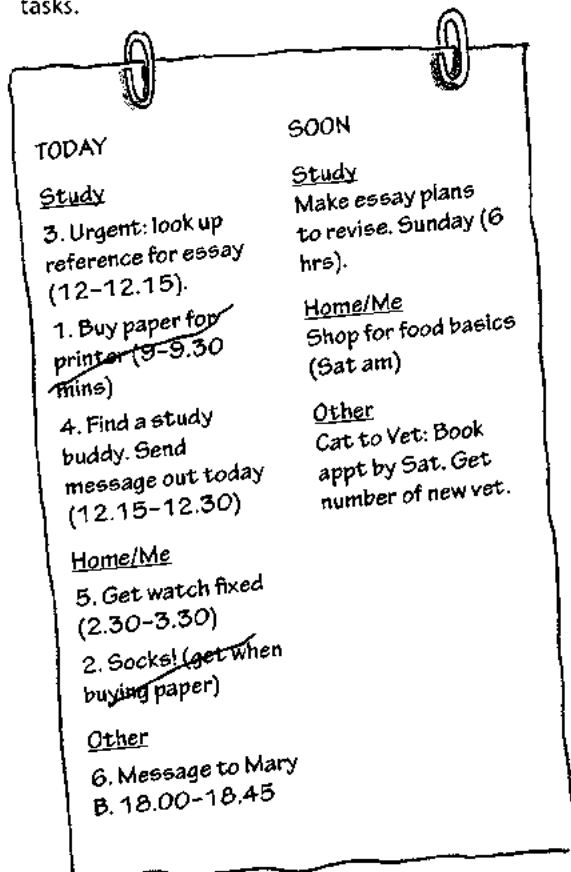 tasks.
TODAY
Study
3. Urgent: look up
reference for essay
(12–12.15).
1. Buy paper for
printer (9–9.30
mins)
4. Find a study
buddy. Send
message out today
(12.15–12.30)
Home/Me
5. Get watch fixed
(2.30–3.30)
2. Socks! (get when
buying paper)
Other
6. Message to Mary
B. 18.00–18.45
SOON
Study
Make essay plans
to revise. Sunday (6
hrs).
Home/Me
Shop for food basics
(Sat am)
Other
Cat to Vet: Book
appt by Sat. Get
number of new vet.